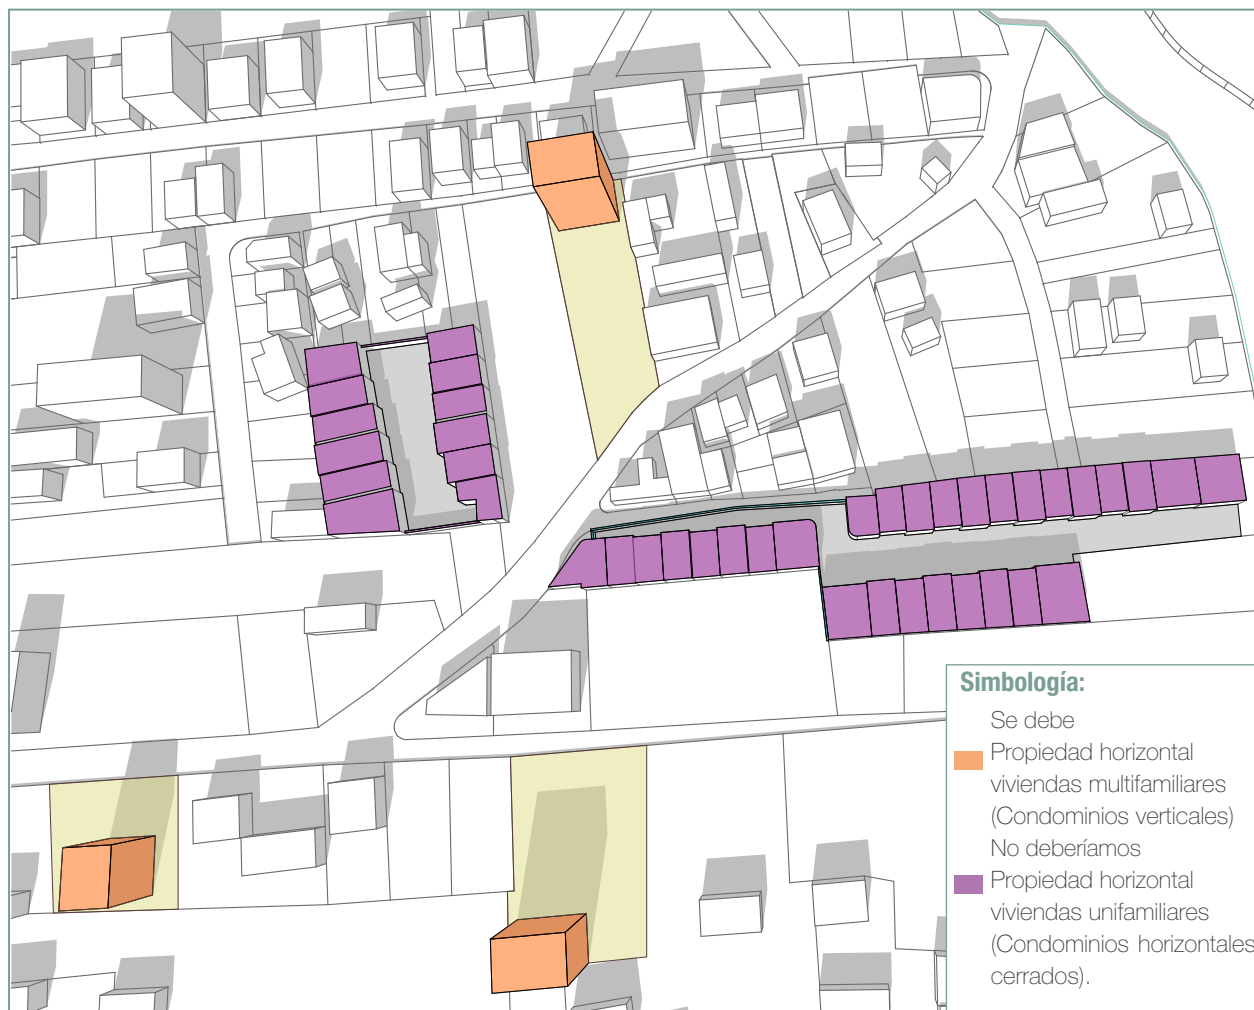 Simbología:
Se debe
Propiedad horizontal
viviendas multifamiliares
(Condominios verticales)
No deberíamos
Propiedad horizontal
viviendas unifamiliares
(Condominios horizontales
cerrados).